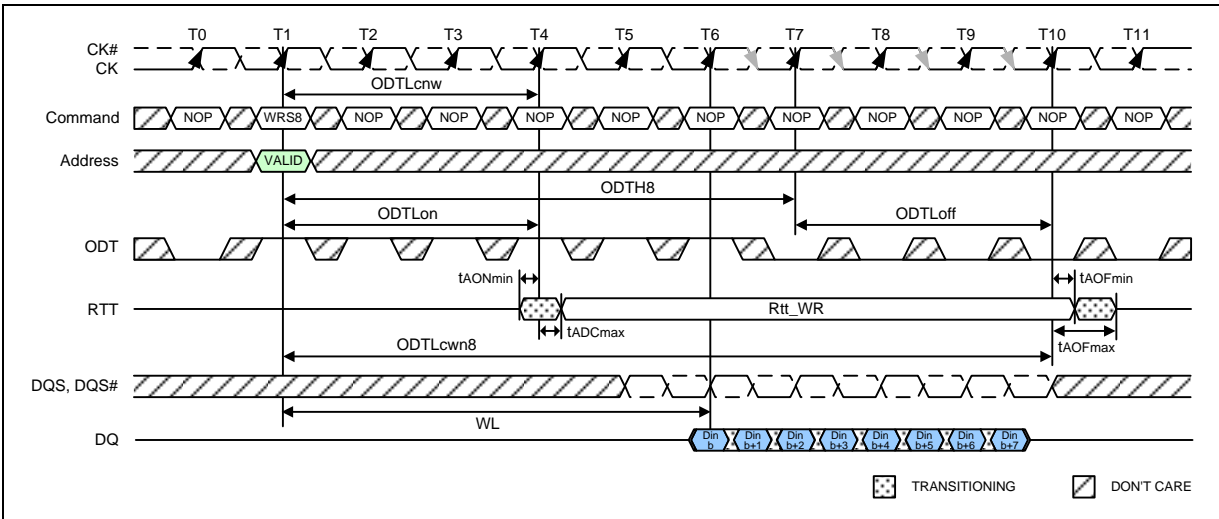 T0 T1 T2 T3 T4 T5 T6 T7 T8 T9 T10 T11
CK#
CK
ODTLcnw
Command NOP WRS8 NOP NOP NOP NOP NOP NOP NOP NOP NOP NOP
Address VALID
ODTH8
ODTLon ODTLoff
ODT
tAONmin tAOFmin
RTT Rtt_WR
tADCmax
tAOFmax
ODTLcwn8
DQS, DQS#
WL
DQ Din b Din b+1 Din b+2 Din b+3 Din b+4 Din b+5 Din b+6 Din b+7
TRANSITIONING DON'T CARE